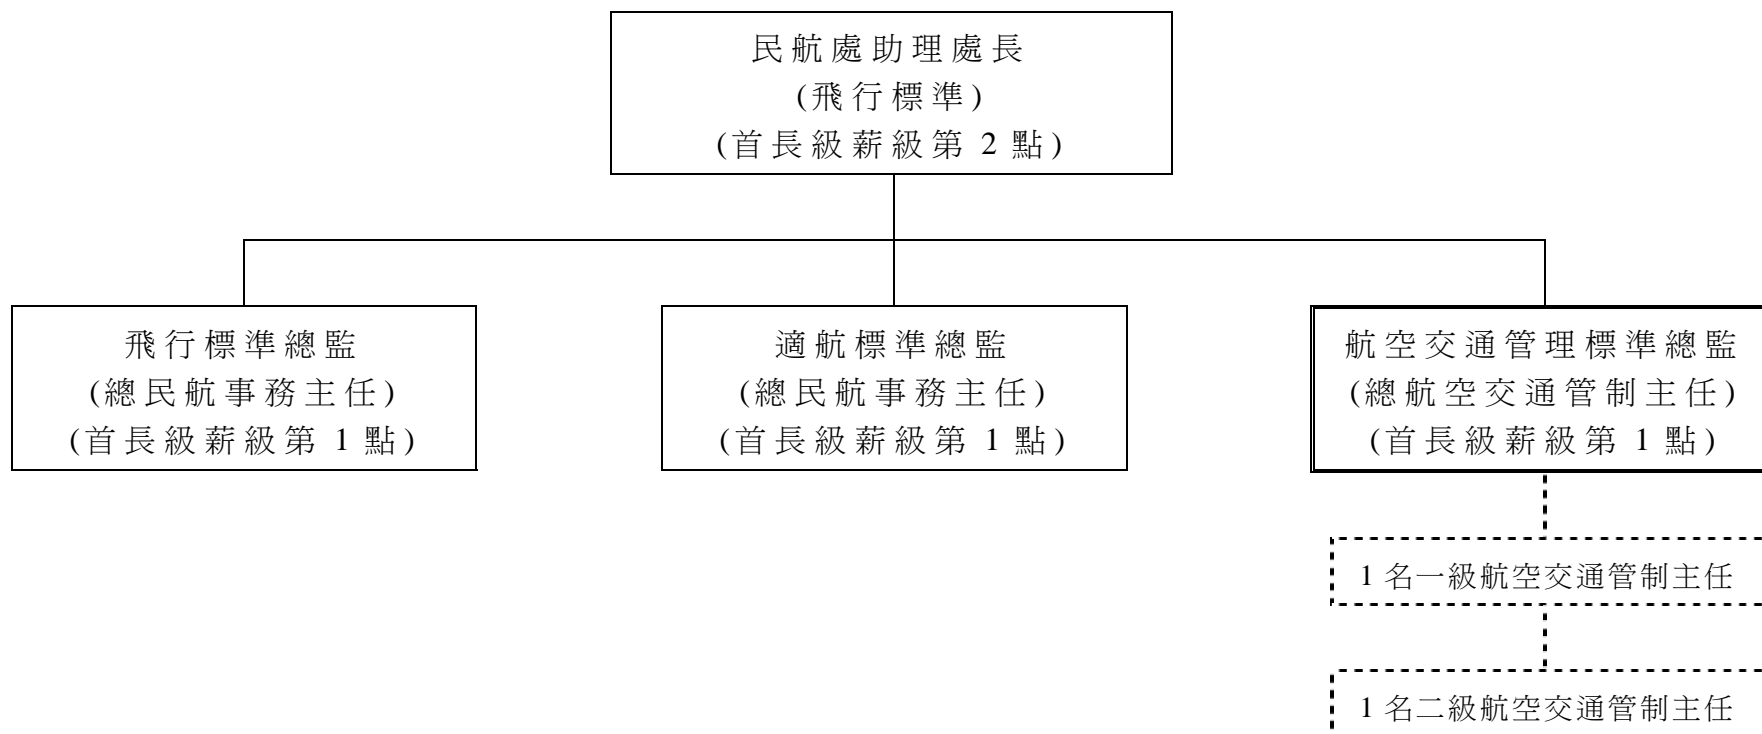 民航處助理處長
(飛行標準)
(首長級薪級第 2 點)
飛行標準總監
(總民航事務主任)
(首長級薪級第 1 點)
適航標準總監
(總民航事務主任)
(首長級薪級第 1 點)
航空交通管理標準總監
(總航空交通管制主任)
(首長級薪級第 1 點)
1 名一級航空交通管制主任
1 名二級航空交通管制主任